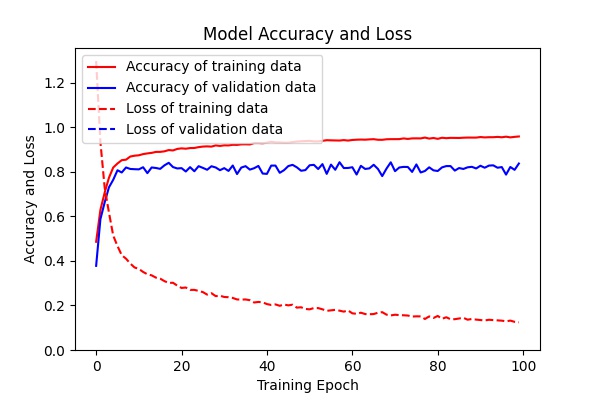 Model Accuracy and Loss
Accuracy of training data
Accuracy of validation data
Loss of training data
Loss of validation data
Accuracy and Loss
1.2
1.0
0.8
0.6
0.4
0.2
0.0
0 20 40 60 80 100
Training Epoch